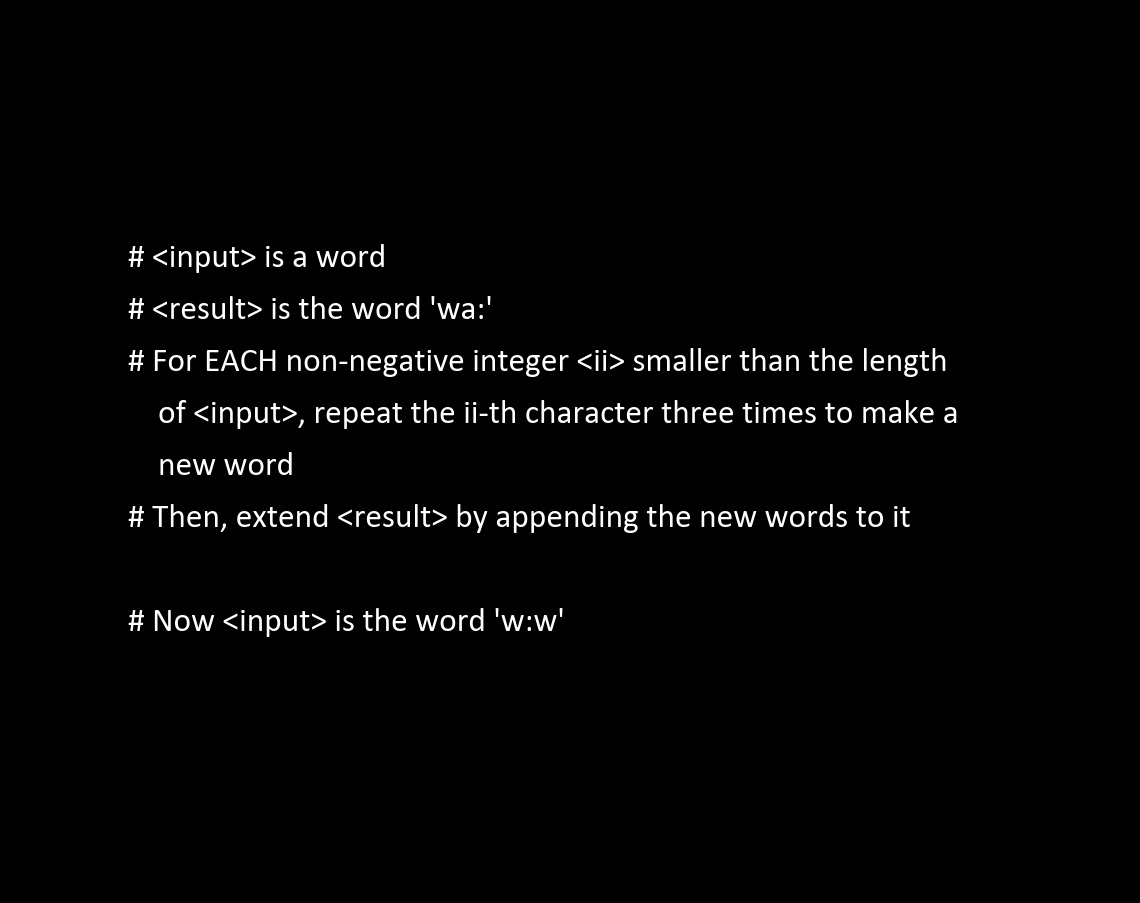 # <input> is a word
# <result> is the word 'wa:'
# For EACH non-negative integer <ii> smaller than the length
of <input>, repeat the ii-th character three times to make a
new word
# Then, extend <result> by appending the new words to it
# Now <input> is the word 'w:w'